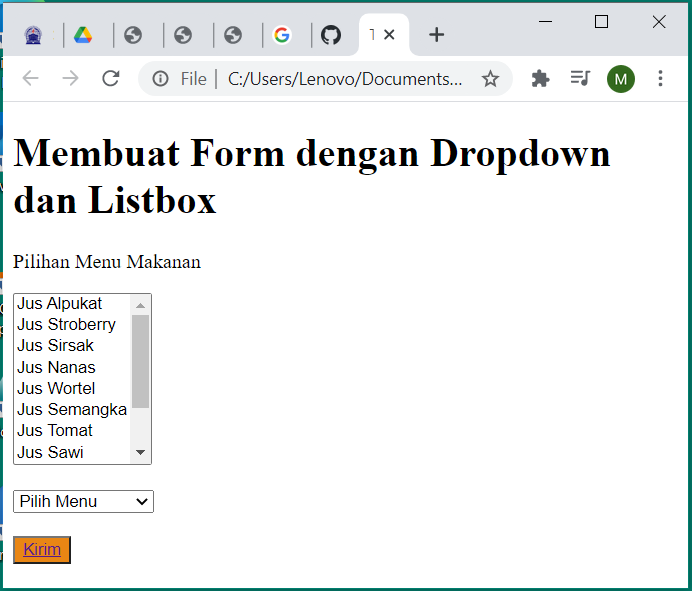 T
File
C:/Users/Lenovo/Documents...
M
Membuat Form dengan Dropdown
dan Listbox
Pilihan Menu Makanan
Jus Alpukat
Jus Stroberry
Jus Sirsak
Jus Nanas
Jus Wortel
Jus Semangka
Jus Tomat
Jus Sawi
Pilih Menu
Kirim